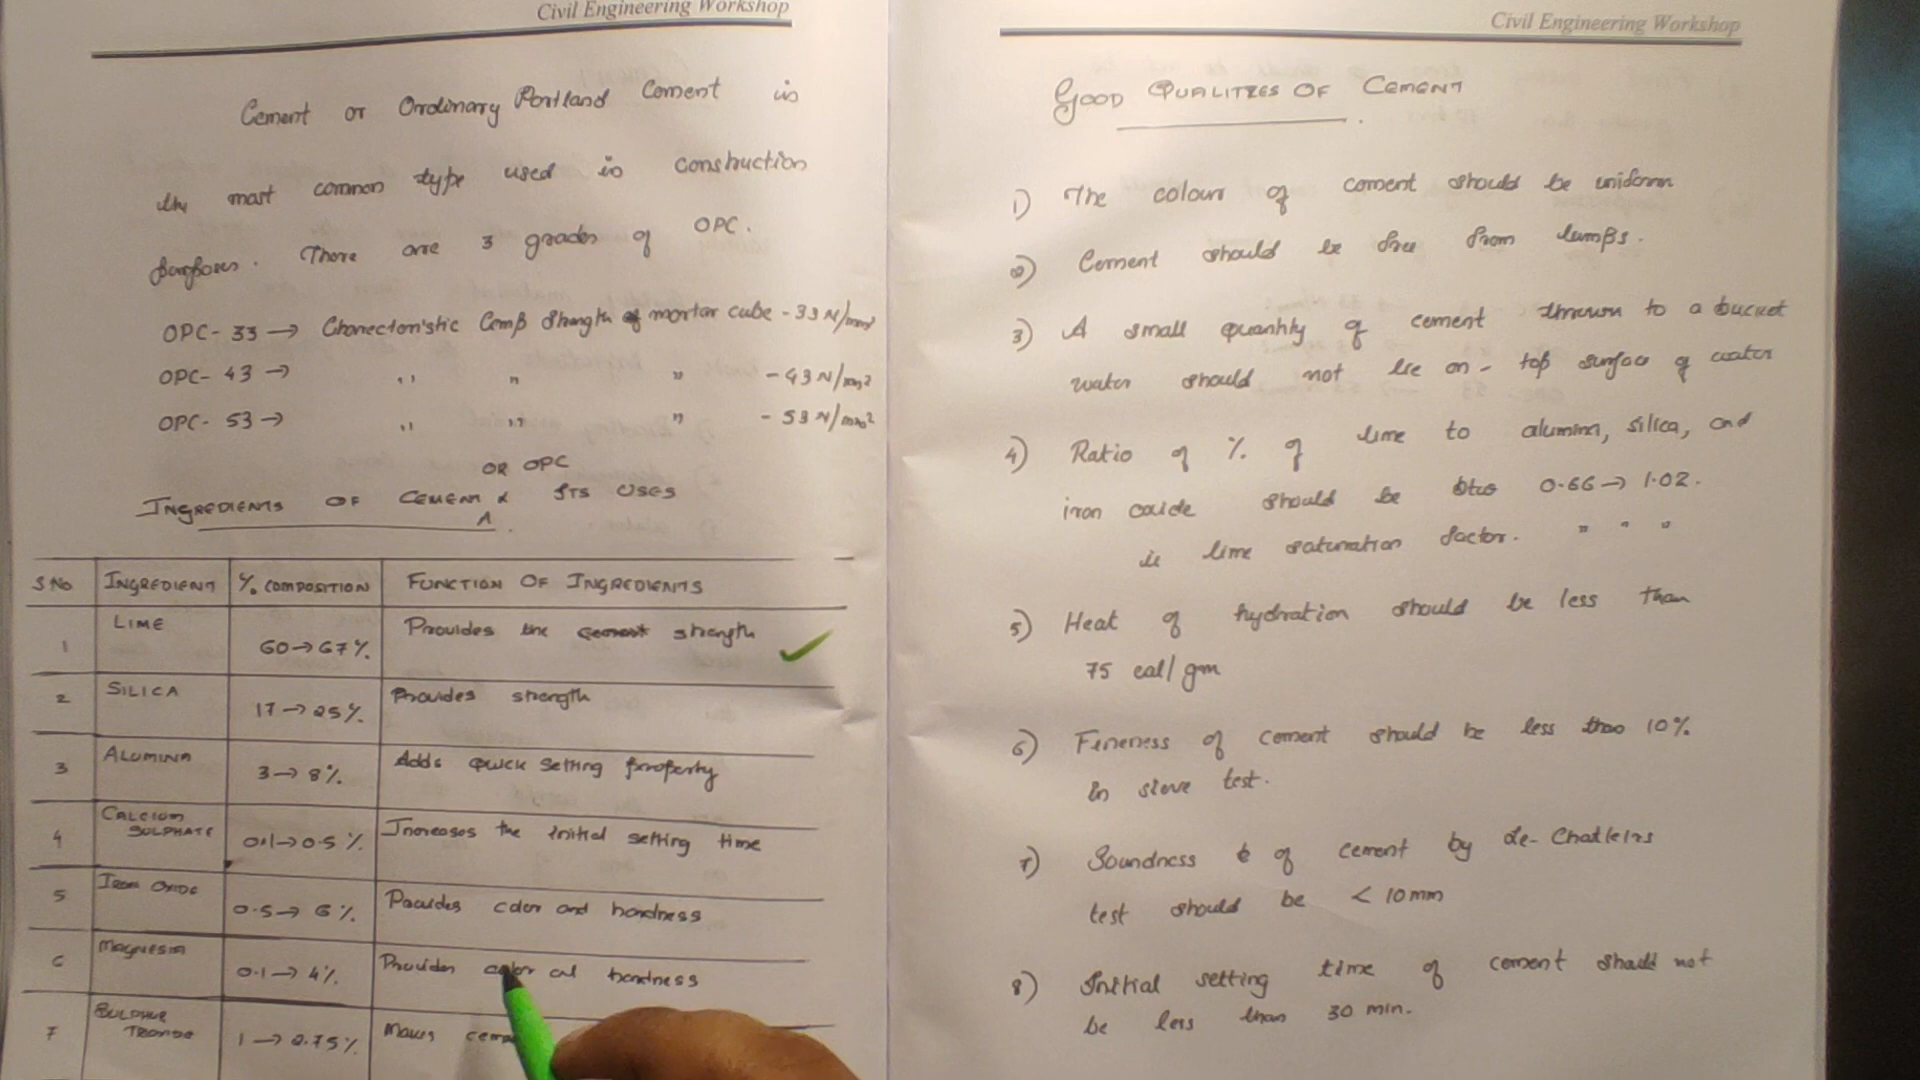 Civil Engineering Workshop
Cement or Ordinary Portland Cement is
the most common type used in construction
purposes. There are 3 grades of OPC.
OPC- 33 → Characteristic Comp Strength of mortar cube - 33 N/mm²
OPC- 43 → ,, " " - 43 N/mm²
OPC- 53 → ,, ,, " - 53 N/mm²
OR OPC
INGREDIENTS OF CEMENT & ITS USES
S NO INGREDIENT % COMPOSITION FUNCTION OF INGREDIENTS
1 LIME 60 → 67 %. Provides the strength
2 SILICA 17 → 25 %. Provides strength
3 ALUMINA 3 → 8 %. Adds quick setting property
4 CALCIUM SULPHATE 0.1 → 0.5 %. Increases the initial setting time
5 IRON OXIDE 0.5 → 6 %. Provides color and hardness
6 MAGNESIA 0.1 → 4 %. Provides color and hardness
7 SULPHUR 1 → 2.75 %. Makes
Civil Engineering Workshop
GOOD QUALITIES OF CEMENT
1) The colour of cement should be uniform
2) Cement should be free from lumps.
3) A small quantity of cement thrown to a bucket
water should not lie on - top surface of water
4) Ratio of %. of lime to alumina, silica, and
iron oxide should be btw 0.66 → 1.02.
ie lime saturation factor. " " "
5) Heat of hydration should be less than
75 cal/gm
6) Fineness of cement should be less than 10%.
in sieve test.
7) Soundness of cement by Le- Chatleirs
test should be < 10mm
8) Initial setting time of cement should not
be less than 30 min.